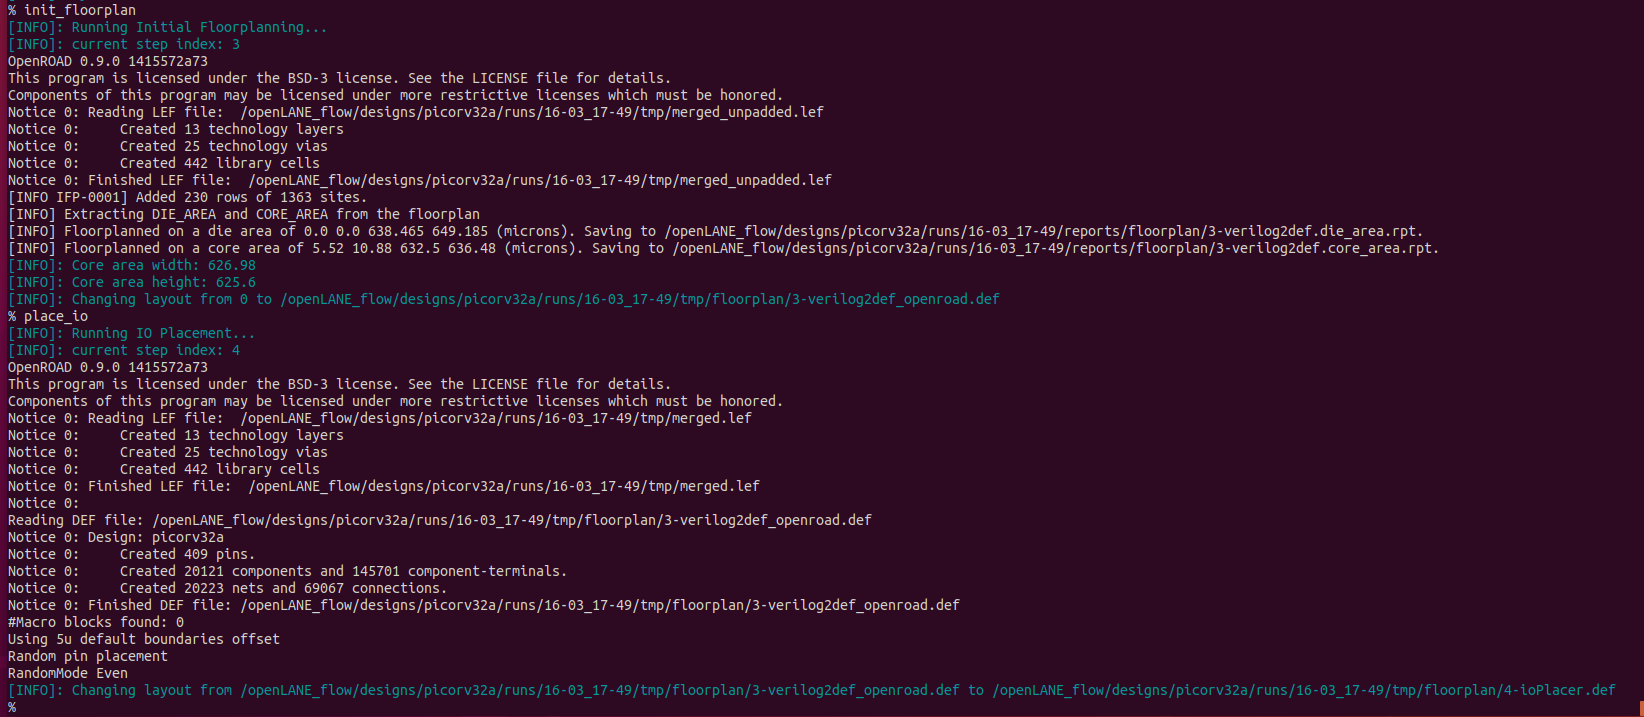 % init_floorplan
[INFO]: Running Initial Floorplanning...
[INFO]: current step index: 3
OpenROAD 0.9.0 1415572a73
This program is licensed under the BSD-3 license. See the LICENSE file for details.
Components of this program may be licensed under more restrictive licenses which must be honored.
Notice 0: Reading LEF file:  /openLANE_flow/designs/picorv32a/runs/16-03_17-49/tmp/merged_unpadded.lef
Notice 0:     Created 13 technology layers
Notice 0:     Created 25 technology vias
Notice 0:     Created 442 library cells
Notice 0: Finished LEF file:  /openLANE_flow/designs/picorv32a/runs/16-03_17-49/tmp/merged_unpadded.lef
[INFO IFP-0001] Added 230 rows of 1363 sites.
[INFO] Extracting DIE_AREA and CORE_AREA from the floorplan
[INFO] Floorplanned on a die area of 0.0 0.0 638.465 649.185 (microns). Saving to /openLANE_flow/designs/picorv32a/runs/16-03_17-49/reports/floorplan/3-verilog2def.die_area.rpt.
[INFO] Floorplanned on a core area of 5.52 10.88 632.5 636.48 (microns). Saving to /openLANE_flow/designs/picorv32a/runs/16-03_17-49/reports/floorplan/3-verilog2def.core_area.rpt.
[INFO]: Core area width: 626.98
[INFO]: Core area height: 625.6
[INFO]: Changing layout from 0 to /openLANE_flow/designs/picorv32a/runs/16-03_17-49/tmp/floorplan/3-verilog2def_openroad.def
% place_io
[INFO]: Running IO Placement...
[INFO]: current step index: 4
OpenROAD 0.9.0 1415572a73
This program is licensed under the BSD-3 license. See the LICENSE file for details.
Components of this program may be licensed under more restrictive licenses which must be honored.
Notice 0: Reading LEF file:  /openLANE_flow/designs/picorv32a/runs/16-03_17-49/tmp/merged.lef
Notice 0:     Created 13 technology layers
Notice 0:     Created 25 technology vias
Notice 0:     Created 442 library cells
Notice 0: Finished LEF file:  /openLANE_flow/designs/picorv32a/runs/16-03_17-49/tmp/merged.lef
Notice 0:
Reading DEF file: /openLANE_flow/designs/picorv32a/runs/16-03_17-49/tmp/floorplan/3-verilog2def_openroad.def
Notice 0: Design: picorv32a
Notice 0:     Created 409 pins.
Notice 0:     Created 20121 components and 145701 component-terminals.
Notice 0:     Created 20223 nets and 69067 connections.
Notice 0: Finished DEF file: /openLANE_flow/designs/picorv32a/runs/16-03_17-49/tmp/floorplan/3-verilog2def_openroad.def
#Macro blocks found: 0
Using 5u default boundaries offset
Random pin placement
RandomMode Even
[INFO]: Changing layout from /openLANE_flow/designs/picorv32a/runs/16-03_17-49/tmp/floorplan/3-verilog2def_openroad.def to /openLANE_flow/designs/picorv32a/runs/16-03_17-49/tmp/floorplan/4-ioPlacer.def
%